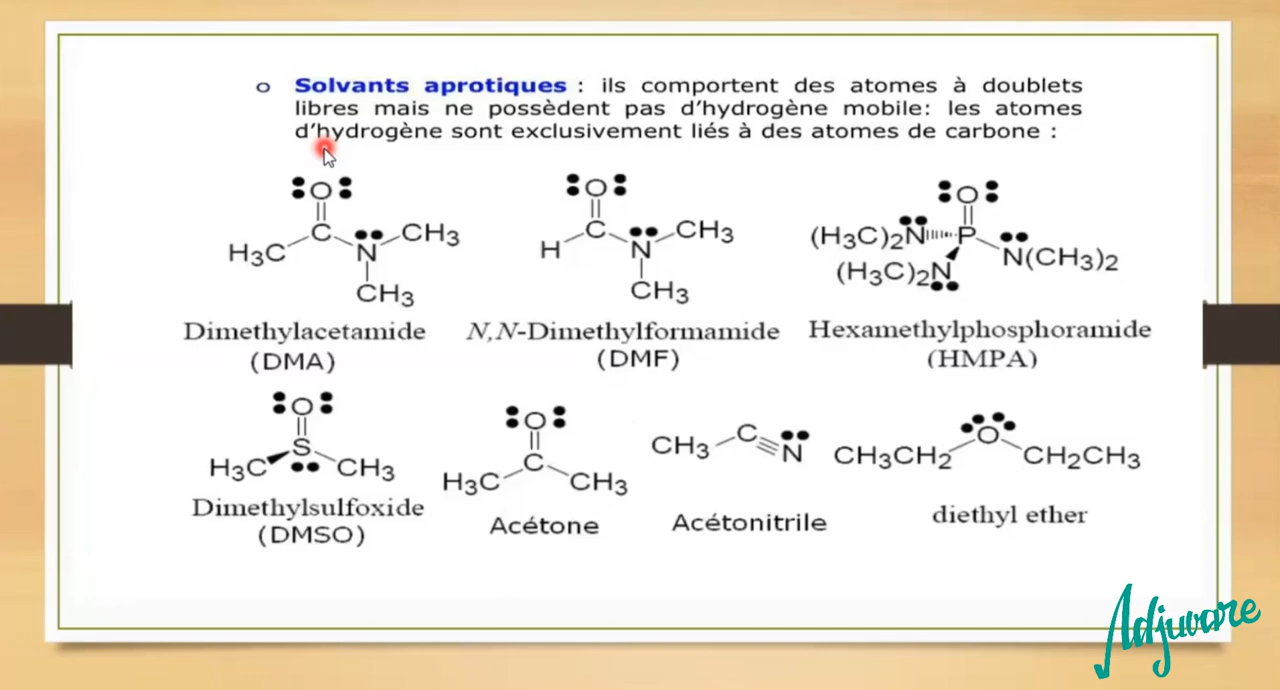 o Solvants aprotiques : ils comportent des atomes à doublets
libres mais ne possèdent pas d'hydrogène mobile: les atomes
d'hydrogène sont exclusivement liés à des atomes de carbone :
O
C
H3C
N
CH3
CH3
Dimethylacetamide
(DMA)
O
C
H
N
CH3
CH3
N,N-Dimethylformamide
(DMF)
O
(H3C)2N
P
(H3C)2N
N(CH3)2
Hexamethylphosphoramide
(HMPA)
O
S
H3C
CH3
Dimethylsulfoxide
(DMSO)
O
C
H3C
CH3
Acétone
CH3
C
N
Acétonitrile
O
CH3CH2
CH2CH3
diethyl ether
Adjuvare